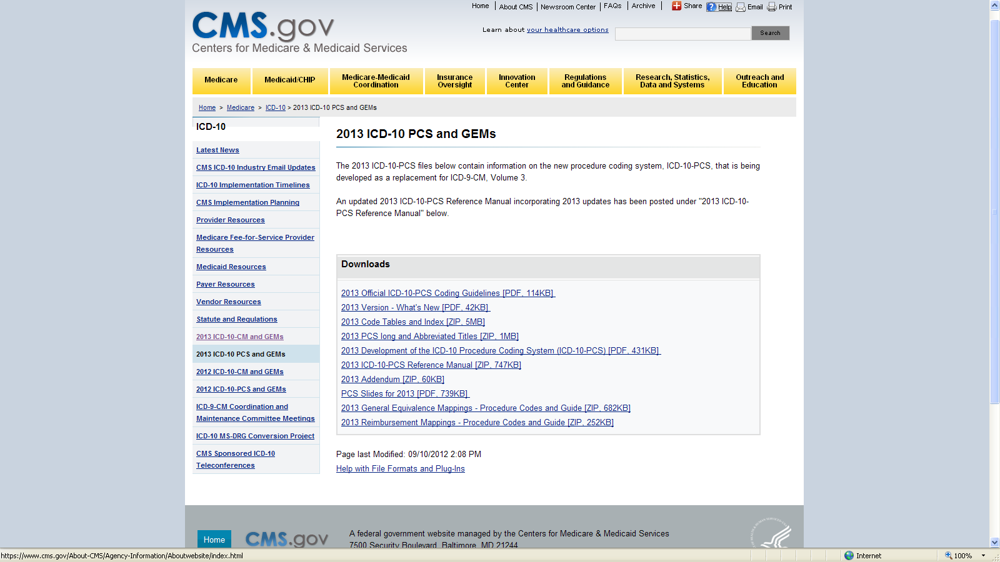 Home | About CMS | Newsroom Center | FAQs | Archive | Share Help Email Print
CMS.gov
Centers for Medicare & Medicaid Services
Learn about your healthcare options
Search
Medicare
Medicaid/CHIP
Medicare-Medicaid
Coordination
Insurance
Oversight
Innovation
Center
Regulations
and Guidance
Research, Statistics,
Data and Systems
Outreach and
Education
Home > Medicare > ICD-10 > 2013 ICD-10 PCS and GEMs
ICD-10
Latest News
CMS ICD-10 Industry Email Updates
ICD-10 Implementation Timelines
CMS Implementation Planning
Provider Resources
Medicare Fee-for-Service Provider
Resources
Medicaid Resources
Payer Resources
Vendor Resources
Statute and Regulations
2013 ICD-10-CM and GEMs
2013 ICD-10 PCS and GEMs
2012 ICD-10-CM and GEMs
2012 ICD-10-PCS and GEMs
ICD-9-CM Coordination and
Maintenance Committee Meetings
ICD-10 MS-DRG Conversion Project
CMS Sponsored ICD-10
Teleconferences
2013 ICD-10 PCS and GEMs
The 2013 ICD-10-PCS files below contain information on the new procedure coding system, ICD-10-PCS, that is being
developed as a replacement for ICD-9-CM, Volume 3.
An updated 2013 ICD-10-PCS Reference Manual incorporating 2013 updates has been posted under "2013 ICD-10-
PCS Reference Manual" below.
Downloads
2013 Official ICD-10-PCS Coding Guidelines [PDF, 114KB]
2013 Version - What's New [PDF, 42KB]
2013 Code Tables and Index [ZIP, 5MB]
2013 PCS long and Abbreviated Titles [ZIP, 1MB]
2013 Development of the ICD-10 Procedure Coding System (ICD-10-PCS) [PDF, 431KB]
2013 ICD-10-PCS Reference Manual [ZIP, 747KB]
2013 Addendum [ZIP, 60KB]
PCS Slides for 2013 [PDF, 739KB]
2013 General Equivalence Mappings - Procedure Codes and Guide [ZIP, 682KB]
2013 Reimbursement Mappings - Procedure Codes and Guide [ZIP, 252KB]
Page last Modified: 09/10/2012 2:08 PM
Help with File Formats and Plug-Ins
Home
CMS.gov
A federal government website managed by the Centers for Medicare & Medicaid Services
7500 Security Boulevard, Baltimore, MD 21244
https://www.cms.gov/About-CMS/Agency-Information/Aboutwebsite/index.html
Internet
100%